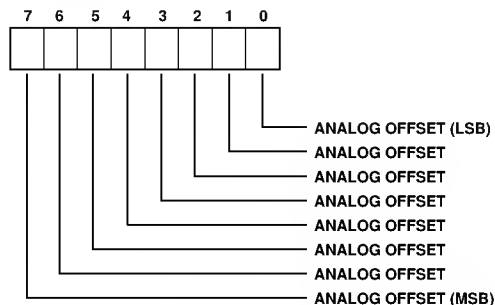 7 6 5 4 3 2 1 0
ANALOG OFFSET (LSB)
ANALOG OFFSET
ANALOG OFFSET
ANALOG OFFSET
ANALOG OFFSET
ANALOG OFFSET
ANALOG OFFSET
ANALOG OFFSET (MSB)